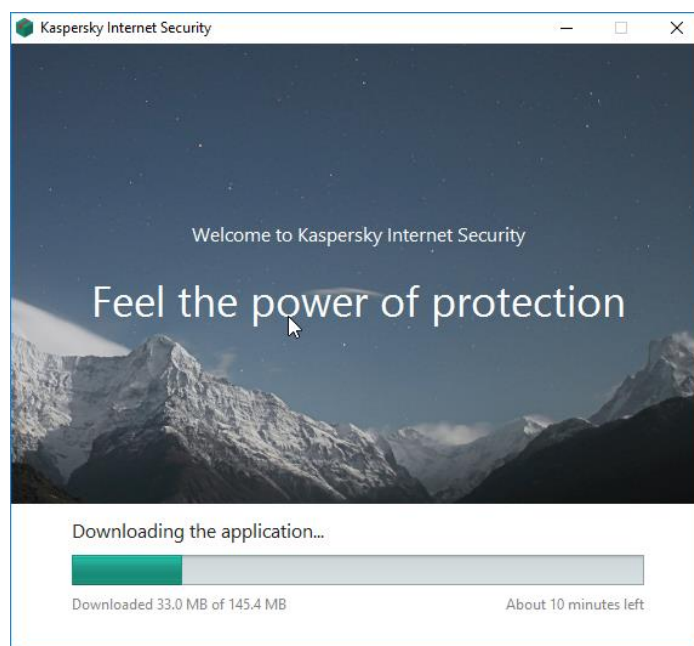 Kaspersky Internet Security
Welcome to Kaspersky Internet Security
Feel the power of protection
Downloading the application...
Downloaded 33.0 MB of 145.4 MB
About 10 minutes left